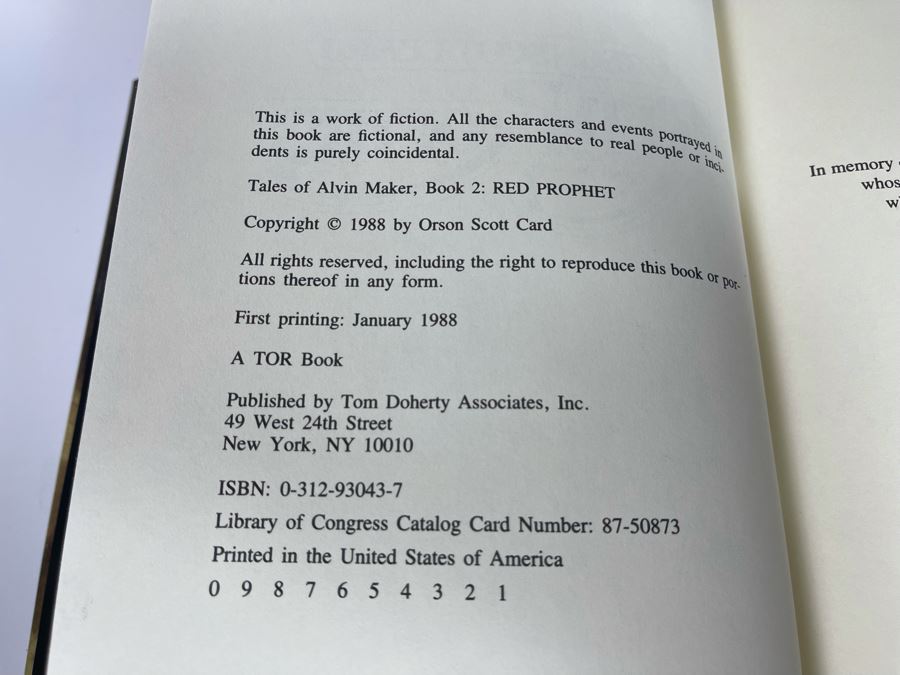 This is a work of fiction. All the characters and events portrayed in
this book are fictional, and any resemblance to real people or inci-
dents is purely coincidental.
Tales of Alvin Maker, Book 2: RED PROPHET
Copyright © 1988 by Orson Scott Card
All rights reserved, including the right to reproduce this book or por-
tions thereof in any form.
First printing: January 1988
A TOR Book
Published by Tom Doherty Associates, Inc.
49 West 24th Street
New York, NY 10010
ISBN: 0-312-93043-7
Library of Congress Catalog Card Number: 87-50873
Printed in the United States of America
0 9 8 7 6 5 4 3 2 1
In memory